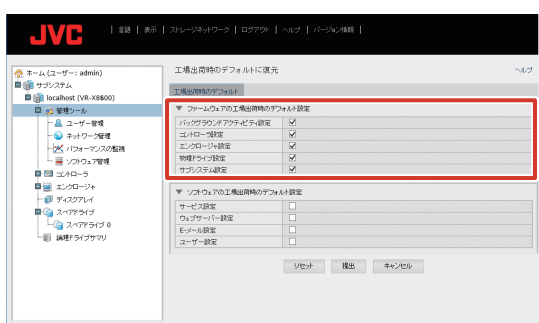 JVC
| 言語 | 表示 | ストレージネットワーク | ログアウト | ヘルプ | バージョン情報 |
ホーム (ユーザー: admin)
サブシステム
localhost (VR-X8600)
管理ツール
ユーザー管理
ネットワーク管理
パフォーマンスの監視
ソフトウェア管理
コントローラ
エンクロージャ
ディスクアレイ
スペアドライブ
スペアドライブ 0
論理ドライブサマリ
工場出荷時のデフォルトに復元
ヘルプ
工場出荷時のデフォルト
▼ ファームウェアの工場出荷時のデフォルト設定
バックグラウンドアクティビティ設定
コントローラ設定
エンクロージャ設定
物理ドライブ設定
サブシステム設定
▼ ソフトウェアの工場出荷時のデフォルト設定
サービス設定
ウェブサーバー設定
E-メール設定
ユーザー設定
リセット 提出 キャンセル